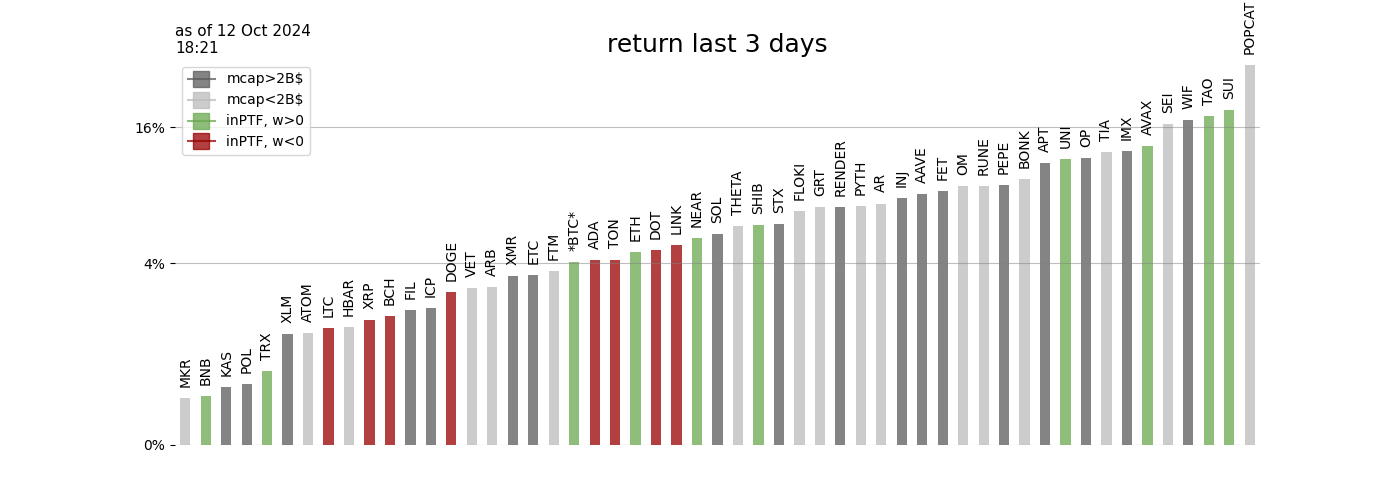 as of 12 Oct 2024
18:21
return last 3 days
mcap>2B$
mcap<2B$
inPTF, w>0
inPTF, w<0
16%
4%
0%
MKR
BNB
KAS
POL
TRX
XLM
ATOM
LTC
HBAR
XRP
BCH
FIL
ICP
DOGE
VET
ARB
XMR
ETC
FTM
*BTC*
ADA
TON
ETH
DOT
LINK
NEAR
SOL
THETA
SHIB
STX
FLOKI
GRT
RENDER
PYTH
AR
INJ
AAVE
FET
OM
RUNE
PEPE
BONK
APT
UNI
OP
TIA
IMX
AVAX
SEI
WIF
TAO
SUI
POPCAT